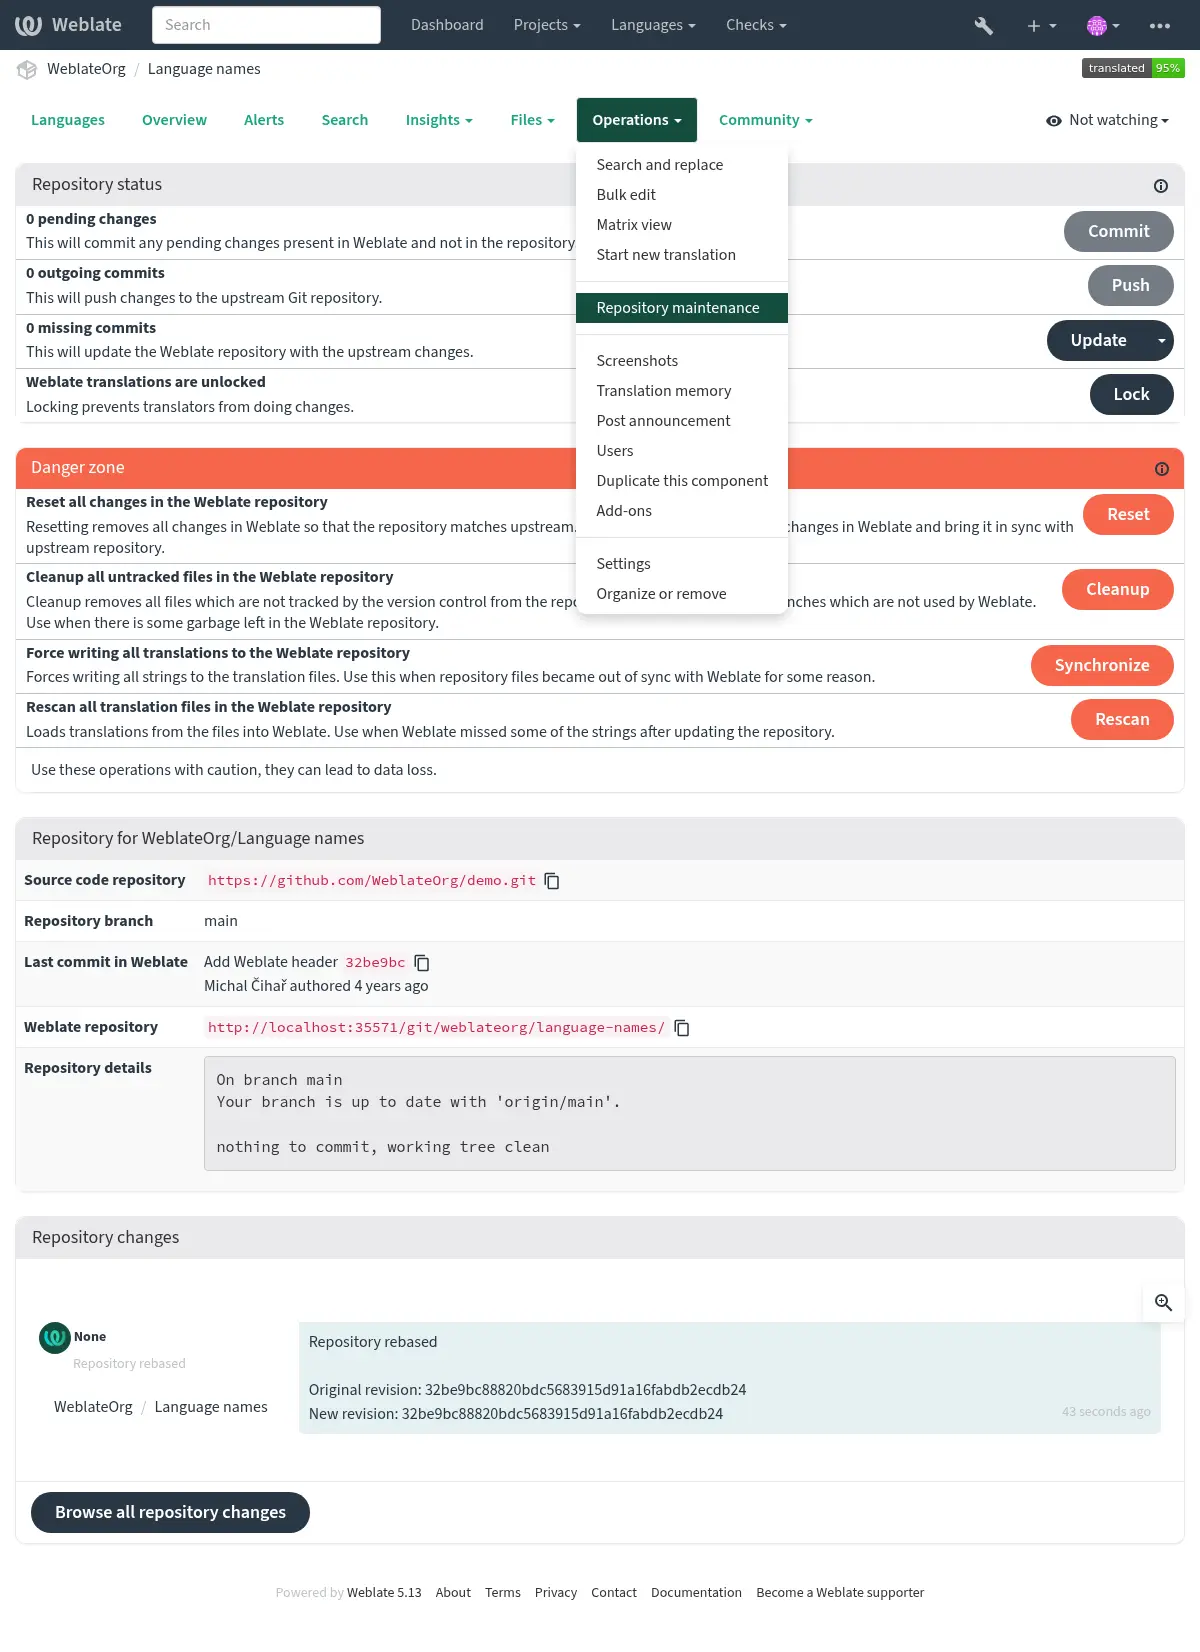 Weblate
Search
Dashboard
Projects
Languages
Checks
WeblateOrg / Language names
translated 95%
Languages
Overview
Alerts
Search
Insights
Files
Operations
Community
Not watching
Search and replace
Bulk edit
Matrix view
Start new translation
Repository maintenance
Screenshots
Translation memory
Post announcement
Users
Duplicate this component
Add-ons
Settings
Organize or remove
Repository status
0 pending changes
This will commit any pending changes present in Weblate and not in the repository
Commit
0 outgoing commits
This will push changes to the upstream Git repository.
Push
0 missing commits
This will update the Weblate repository with the upstream changes.
Update
Weblate translations are unlocked
Locking prevents translators from doing changes.
Lock
Danger zone
Reset all changes in the Weblate repository
Resetting removes all changes in Weblate so that the repository matches upstream. changes in Weblate and bring it in sync with
upstream repository.
Reset
Cleanup all untracked files in the Weblate repository
Cleanup removes all files which are not tracked by the version control from the which are not used by Weblate.
Use when there is some garbage left in the Weblate repository.
Cleanup
Force writing all translations to the Weblate repository
Forces writing all strings to the translation files. Use this when repository files became out of sync with Weblate for some reason.
Synchronize
Rescan all translation files in the Weblate repository
Loads translations from the files into Weblate. Use when Weblate missed some of the strings after updating the repository.
Rescan
Use these operations with caution, they can lead to data loss.
Repository for WeblateOrg/Language names
Source code repository https://github.com/WeblateOrg/demo.git
Repository branch main
Last commit in Weblate Add Weblate header 32be9bc
Michal Čihař authored 4 years ago
Weblate repository http://localhost:35571/git/weblateorg/language-names/
Repository details
On branch main
Your branch is up to date with 'origin/main'.
nothing to commit, working tree clean
Repository changes
None
Repository rebased
WeblateOrg / Language names
Repository rebased
Original revision: 32be9bc88820bdc5683915d91a16fabdb2ecdb24
New revision: 32be9bc88820bdc5683915d91a16fabdb2ecdb24
43 seconds ago
Browse all repository changes
Powered by Weblate 5.13 About Terms Privacy Contact Documentation Become a Weblate supporter